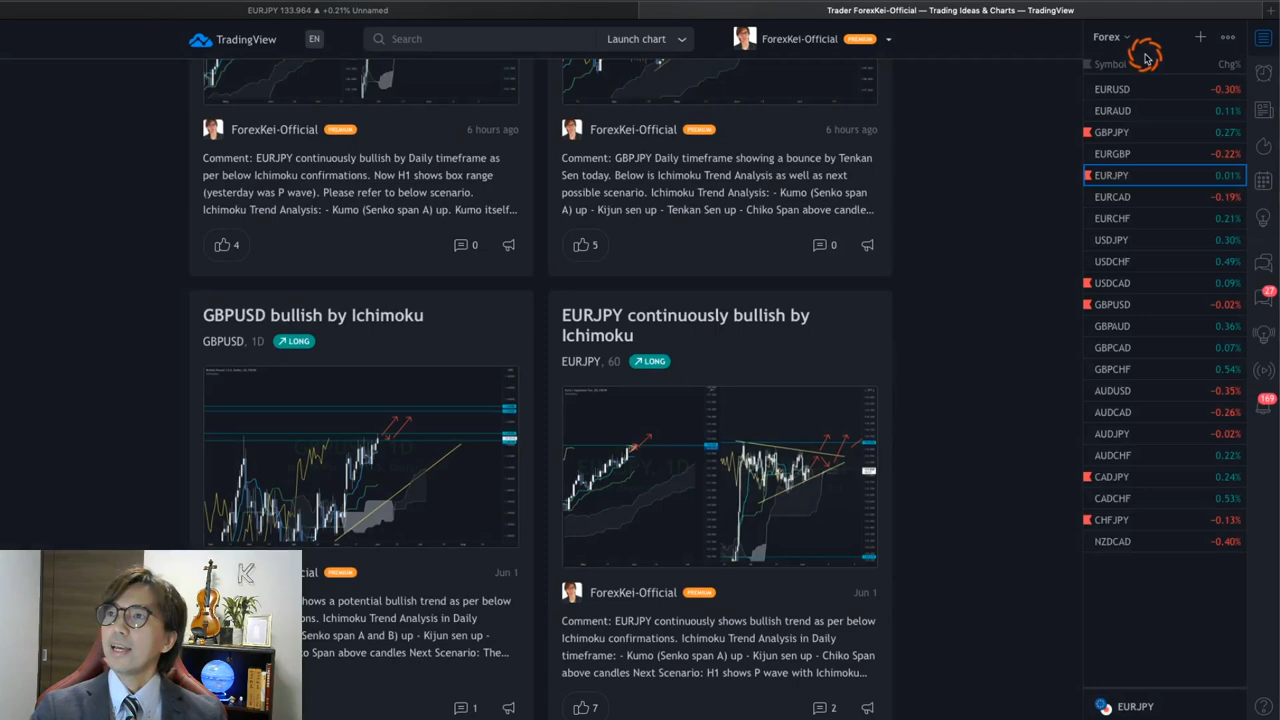 EURJPY 133.964 ▲ +0.21% Unnamed
Trader ForexKei-Official — Trading Ideas & Charts — TradingView
TradingView
EN
Search
Launch chart
ForexKei-Official PREMIUM
ForexKei-Official PREMIUM
6 hours ago
Comment: EURJPY continuously bullish by Daily timeframe as
per below Ichimoku confirmations. Now H1 shows box range
(yesterday was P wave). Please refer to below scenario.
Ichimoku Trend Analysis: - Kumo (Senko span A) up. Kumo itself…
4
0
ForexKei-Official PREMIUM
6 hours ago
Comment: GBPJPY Daily timeframe showing a bounce by Tenkan
Sen today. Below is Ichimoku Trend Analysis as well as next
possible scenario. Ichimoku Trend Analysis: - Kumo (Senko span
A) up - Kijun sen up - Tenkan Sen up - Chiko Span above candle…
5
0
GBPUSD bullish by Ichimoku
GBPUSD, 1D LONG
cial PREMIUM
Jun 1
hows a potential bullish trend as per below
ons. Ichimoku Trend Analysis in Daily
Senko span A and B) up - Kijun sen up -
o Span above candles Next Scenario: The…
1
EURJPY continuously bullish by
Ichimoku
EURJPY, 60 LONG
ForexKei-Official PREMIUM
Jun 1
Comment: EURJPY continuously shows bullish trend as per below
Ichimoku confirmations. Ichimoku Trend Analysis in Daily
timeframe: - Kumo (Senko span A) up - Kijun sen up - Chiko Span
above candles Next Scenario: H1 shows P wave with Ichimoku…
7
2
Forex
Symbol Chg%
EURUSD −0.30%
EURAUD 0.11%
GBPJPY 0.27%
EURGBP −0.22%
EURJPY 0.01%
EURCAD −0.19%
EURCHF 0.21%
USDJPY 0.30%
USDCHF 0.49%
USDCAD 0.09%
GBPUSD −0.02%
GBPAUD 0.36%
GBPCAD 0.07%
GBPCHF 0.54%
AUDUSD −0.35%
AUDCAD −0.26%
AUDJPY −0.02%
AUDCHF 0.22%
CADJPY 0.24%
CADCHF 0.53%
CHFJPY −0.13%
NZDCAD −0.40%
EURJPY
27
169
K